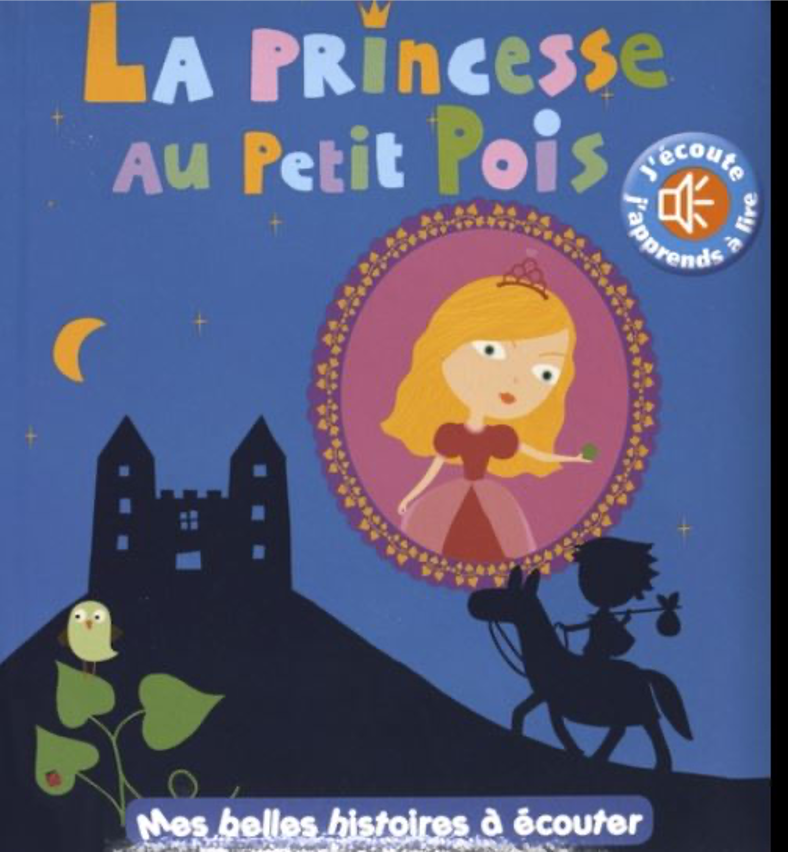 La princesse
au Petit Pois
J'écoute
j'apprends à lire
Mes belles histoires à écouter